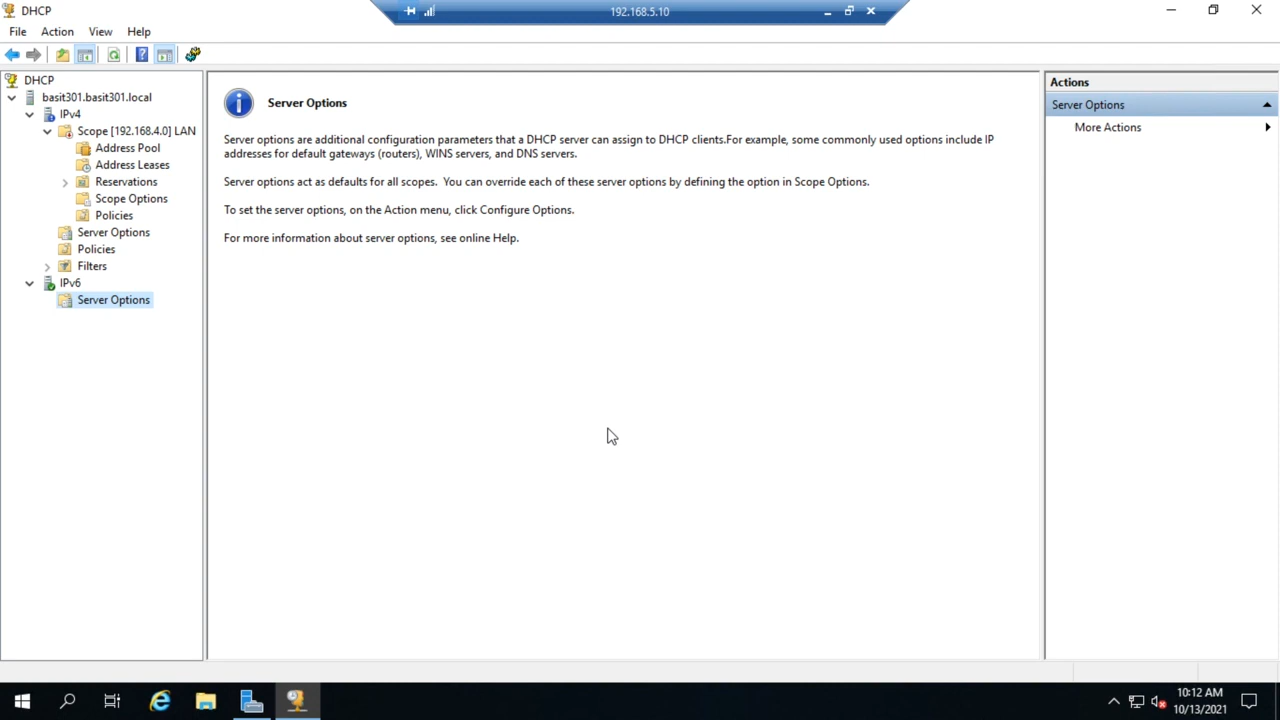 DHCP
192.168.5.10
File Action View Help
DHCP
basit301.basit301.local
IPv4
Scope [192.168.4.0] LAN
Address Pool
Address Leases
Reservations
Scope Options
Policies
Server Options
Policies
Filters
IPv6
Server Options
Server Options
Server options are additional configuration parameters that a DHCP server can assign to DHCP clients.For example, some commonly used options include IP
addresses for default gateways (routers), WINS servers, and DNS servers.
Server options act as defaults for all scopes.  You can override each of these server options by defining the option in Scope Options.
To set the server options, on the Action menu, click Configure Options.
For more information about server options, see online Help.
Actions
Server Options
More Actions
10:12 AM
10/13/2021